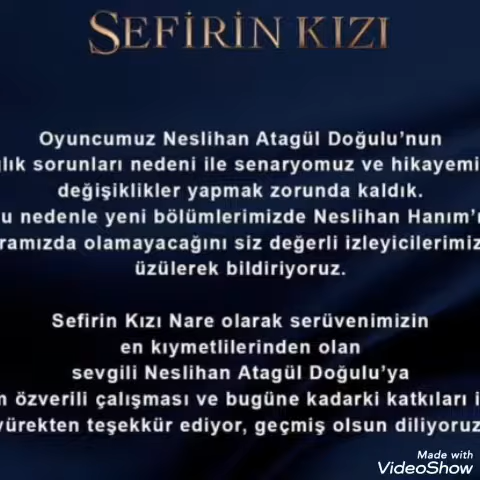 SEFİRİN KIZI
Oyuncumuz Neslihan Atagül Doğulu'nun
ğlık sorunları nedeni ile senaryomuz ve hikayemi
değişiklikler yapmak zorunda kaldık.
u nedenle yeni bölümlerimizde Neslihan Hanım'ı
ramızda olamayacağını siz değerli izleyicilerimiz
üzülerek bildiriyoruz.
Sefirin Kızı Nare olarak serüvenimizin
en kıymetlilerinden olan
sevgili Neslihan Atagül Doğulu'ya
m özverili çalışması ve bugüne kadarki katkıları i
yürekten teşekkür ediyor, geçmiş olsun diliyoruz
Made with
VideoShow